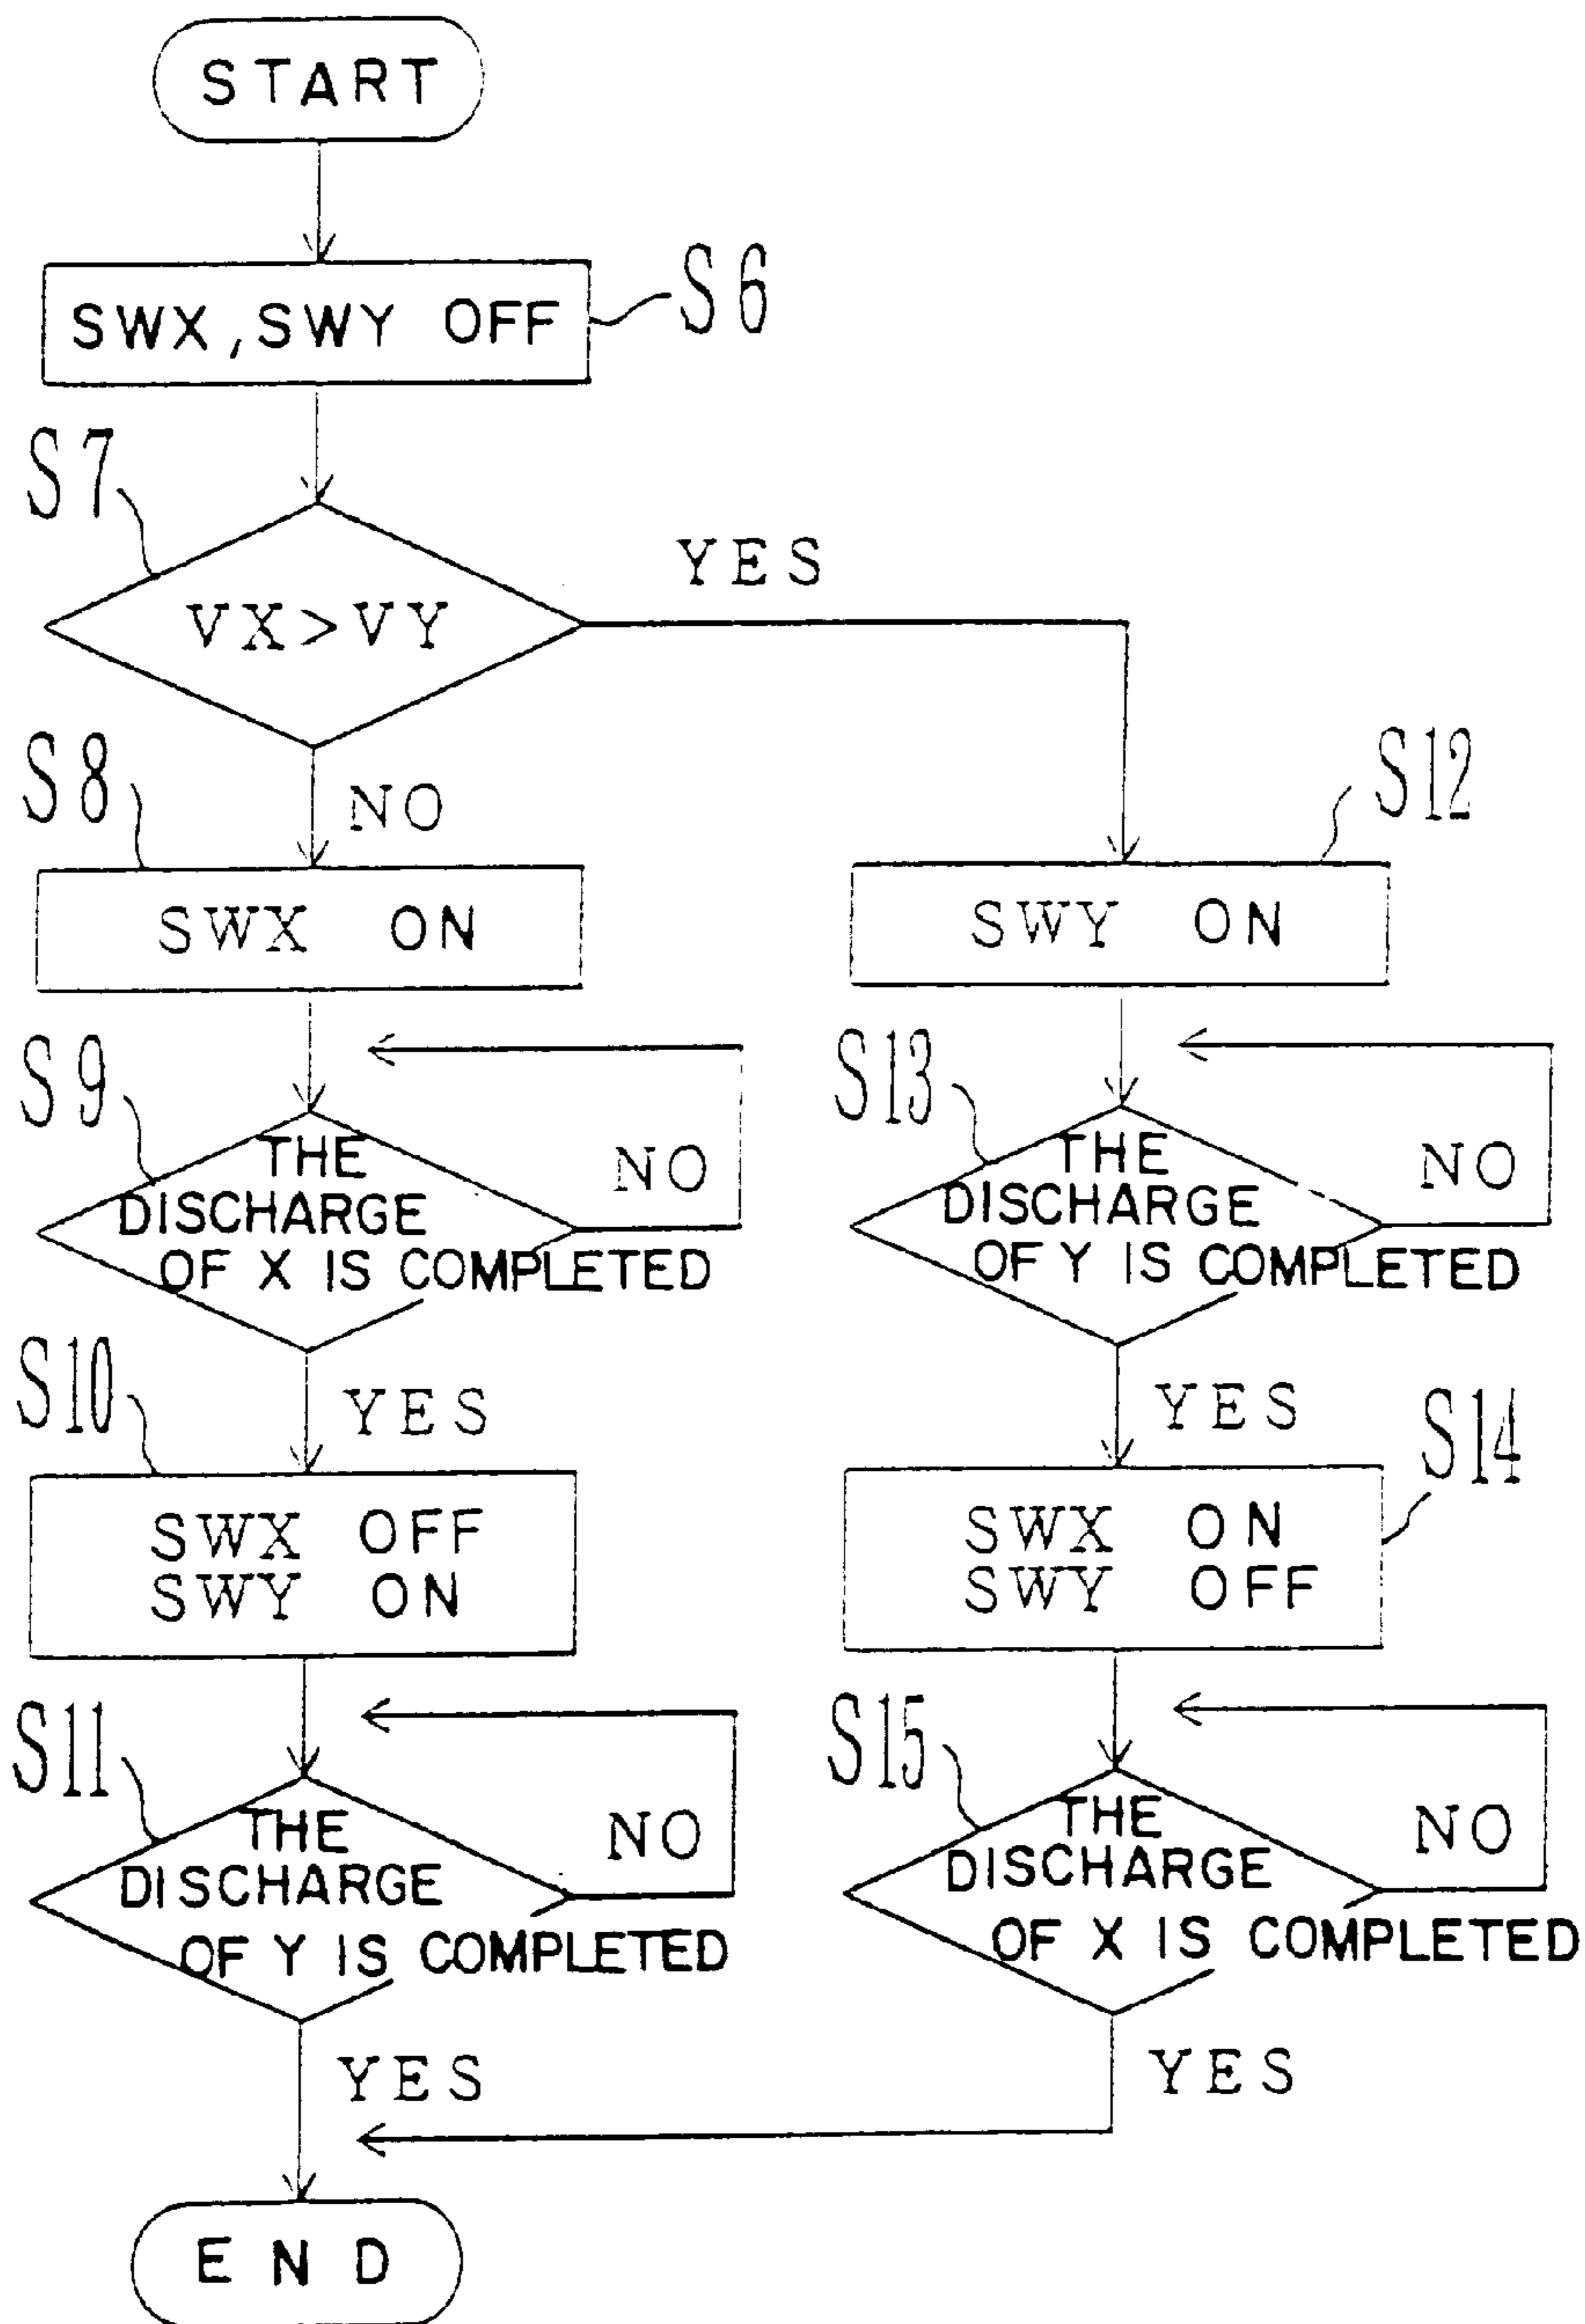 START
SWX,SWY OFF
S6
S7
VX>VY
YES
S8
NO
SWX ON
S12
SWY ON
S9
THE
DISCHARGE
OF X IS COMPLETED
NO
S13
THE
DISCHARGE
OF Y IS COMPLETED
NO
S10
YES
SWX OFF
SWY ON
YES
S14
SWX ON
SWY OFF
S11
THE
DISCHARGE
OF Y IS COMPLETED
NO
S15
THE
DISCHARGE
OF X IS COMPLETED
NO
YES
YES
END